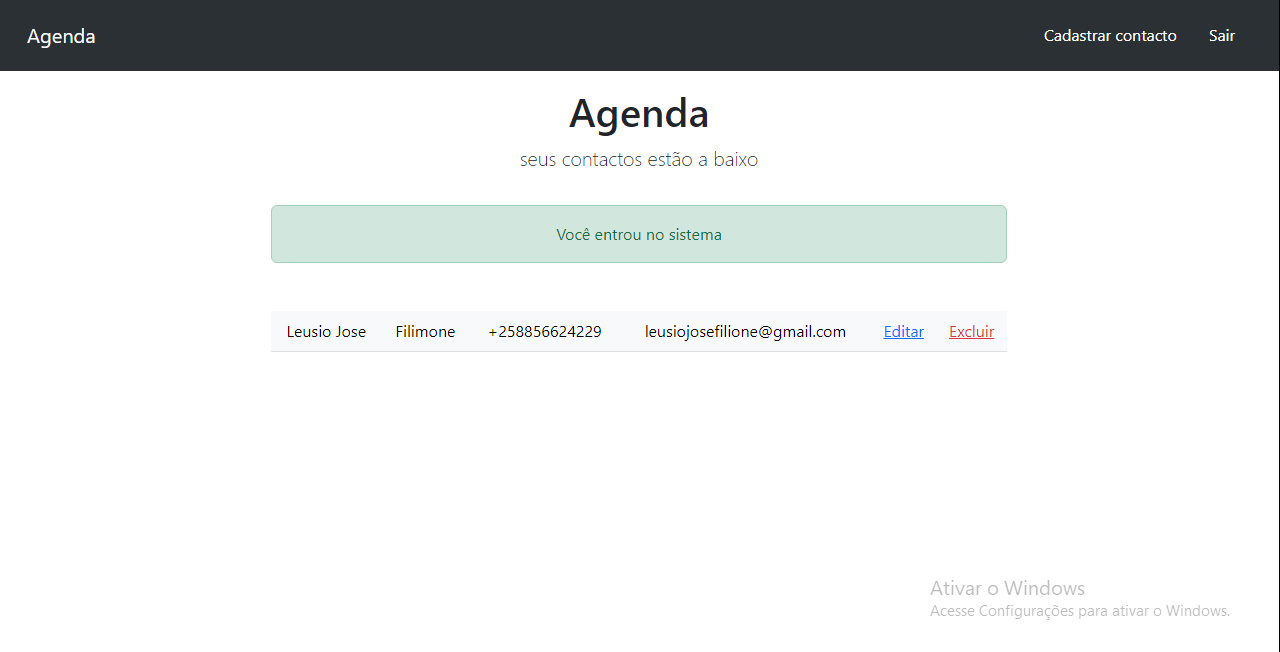 Agenda Cadastrar contacto Sair
Agenda
seus contactos estão a baixo
Você entrou no sistema
Leusio Jose Filimone +258856624229 leusiojosefilione@gmail.com Editar Excluir
Ativar o Windows
Acesse Configurações para ativar o Windows.